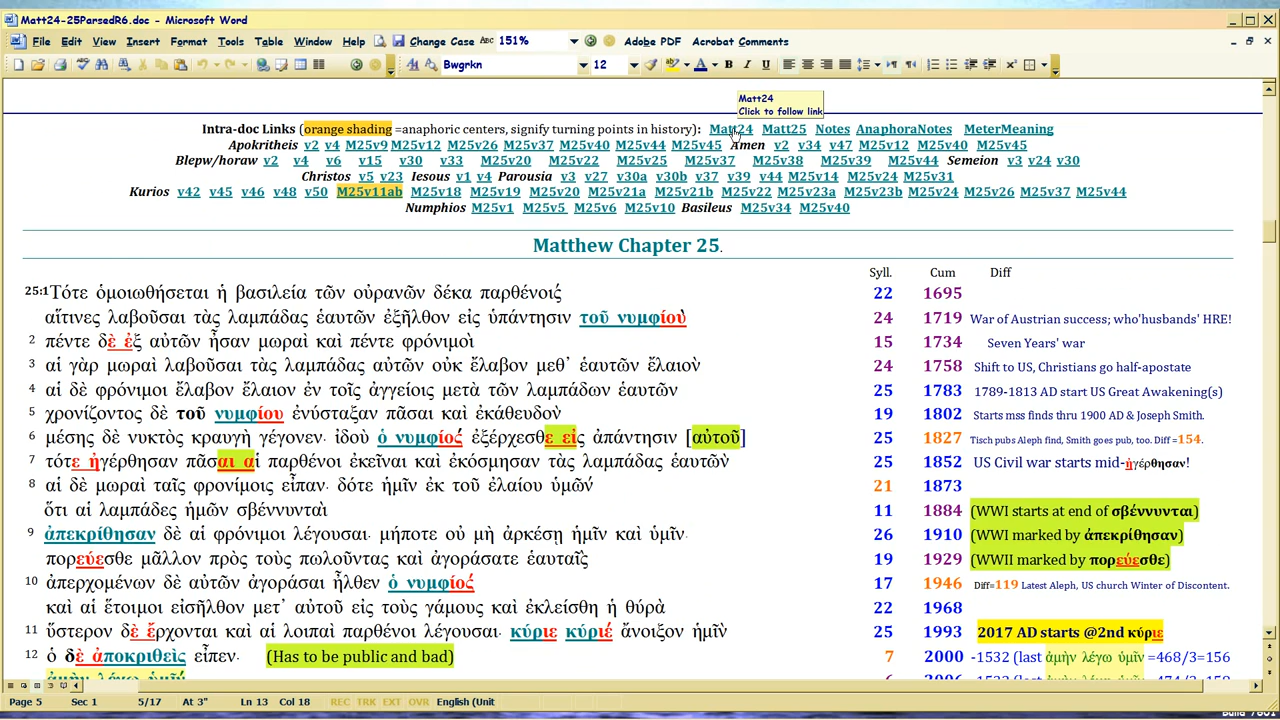 Matt24-25ParsedR6.doc - Microsoft Word
File Edit View Insert Format Tools Table Window Help Change Case ABC 151% Adobe PDF Acrobat Comments
Bwgrkn 12 A B I U
Matt24
Click to follow link
Intra-doc Links (orange shading =anaphoric centers, signify turning points in history): Matt24 Matt25 Notes AnaphoraNotes MeterMeaning
Apokritheis v2 v4 M25v9 M25v12 M25v26 M25v37 M25v40 M25v44 M25v45 Amen v2 v34 v47 M25v12 M25v40 M25v45
Blepw/horaw v2 v4 v6 v15 v30 v33 M25v20 M25v22 M25v25 M25v37 M25v38 M25v39 M25v44 Semeion v3 v24 v30
Christos v5 v23 Iesous v1 v4 Parousia v3 v27 v30a v30b v37 v39 v44 M25v14 M25v24 M25v31
Kurios v42 v45 v46 v48 v50 M25v11ab M25v18 M25v19 M25v20 M25v21a M25v21b M25v22 M25v23a M25v23b M25v24 M25v26 M25v37 M25v44
Numphios M25v1 M25v5 M25v6 M25v10 Basileus M25v34 M25v40
Matthew Chapter 25.
Syll. Cum Diff
25:1 Τότε ὁμοιωθήσεται ἡ βασιλεία τῶν οὐρανῶν δέκα παρθένοις 22 1695
αἵτινες λαβοῦσαι τὰς λαμπάδας ἑαυτῶν ἐξῆλθον εἰς ὑπάντησιν τοῦ νυμφίου 24 1719 War of Austrian success; who'husbands' HRE!
2 πέντε δὲ ἐξ αὐτῶν ἦσαν μωραὶ καὶ πέντε φρόνιμοι 15 1734 Seven Years' war
3 αἱ γὰρ μωραὶ λαβοῦσαι τὰς λαμπάδας αὐτῶν οὐκ ἔλαβον μεθ᾽ ἑαυτῶν ἔλαιον 24 1758 Shift to US, Christians go half-apostate
4 αἱ δὲ φρόνιμοι ἔλαβον ἔλαιον ἐν τοῖς ἀγγείοις μετὰ τῶν λαμπάδων ἑαυτῶν 25 1783 1789-1813 AD start US Great Awakening(s)
5 χρονίζοντος δὲ τοῦ νυμφίου ἐνύσταξαν πᾶσαι καὶ ἐκάθευδον 19 1802 Starts mss finds thru 1900 AD & Joseph Smith.
6 μέσης δὲ νυκτὸς κραυγὴ γέγονεν· ἰδοὺ ὁ νυμφίος ἐξέρχεσθε εἰς ἀπάντησιν [αὐτοῦ] 25 1827 Tisch pubs Aleph find, Smith goes pub, too. Diff =154.
7 τότε ἠγέρθησαν πᾶσαι αἱ παρθένοι ἐκεῖναι καὶ ἐκόσμησαν τὰς λαμπάδας ἑαυτῶν 25 1852 US Civil war starts mid-ἠγέρθησαν!
8 αἱ δὲ μωραὶ ταῖς φρονίμοις εἶπαν· δότε ἡμῖν ἐκ τοῦ ἐλαίου ὑμῶν 21 1873
ὅτι αἱ λαμπάδες ἡμῶν σβέννυνται 11 1884 (WWI starts at end of σβέννυνται)
9 ἀπεκρίθησαν δὲ αἱ φρόνιμοι λέγουσαι· μήποτε οὐ μὴ ἀρκέσῃ ἡμῖν καὶ ὑμῖν· 26 1910 (WWI marked by ἀπεκρίθησαν)
πορεύεσθε μᾶλλον πρὸς τοὺς πωλοῦντας καὶ ἀγοράσατε ἑαυταῖς 19 1929 (WWII marked by πορεύεσθε)
10 ἀπερχομένων δὲ αὐτῶν ἀγοράσαι ἦλθεν ὁ νυμφίος 17 1946 Diff=119 Latest Aleph, US church Winter of Discontent.
καὶ αἱ ἕτοιμοι εἰσῆλθον μετ᾽ αὐτοῦ εἰς τοὺς γάμους καὶ ἐκλείσθη ἡ θύρα 22 1968
11 ὕστερον δὲ ἔρχονται καὶ αἱ λοιπαὶ παρθένοι λέγουσαι· κύριε κύριε ἄνοιξον ἡμῖν 25 1993 2017 AD starts @2nd κύριε
12 ὁ δὲ ἀποκριθεὶς εἶπεν· (Has to be public and bad) 7 2000 -1532 (last ἀμὴν λέγω ὑμῖν =468/3=156
ἀμὴν λέγω ὑμῖν
Page 5 Sec 1 5/17 At 3" Ln 13 Col 18 REC TRK EXT OVR English (Unit